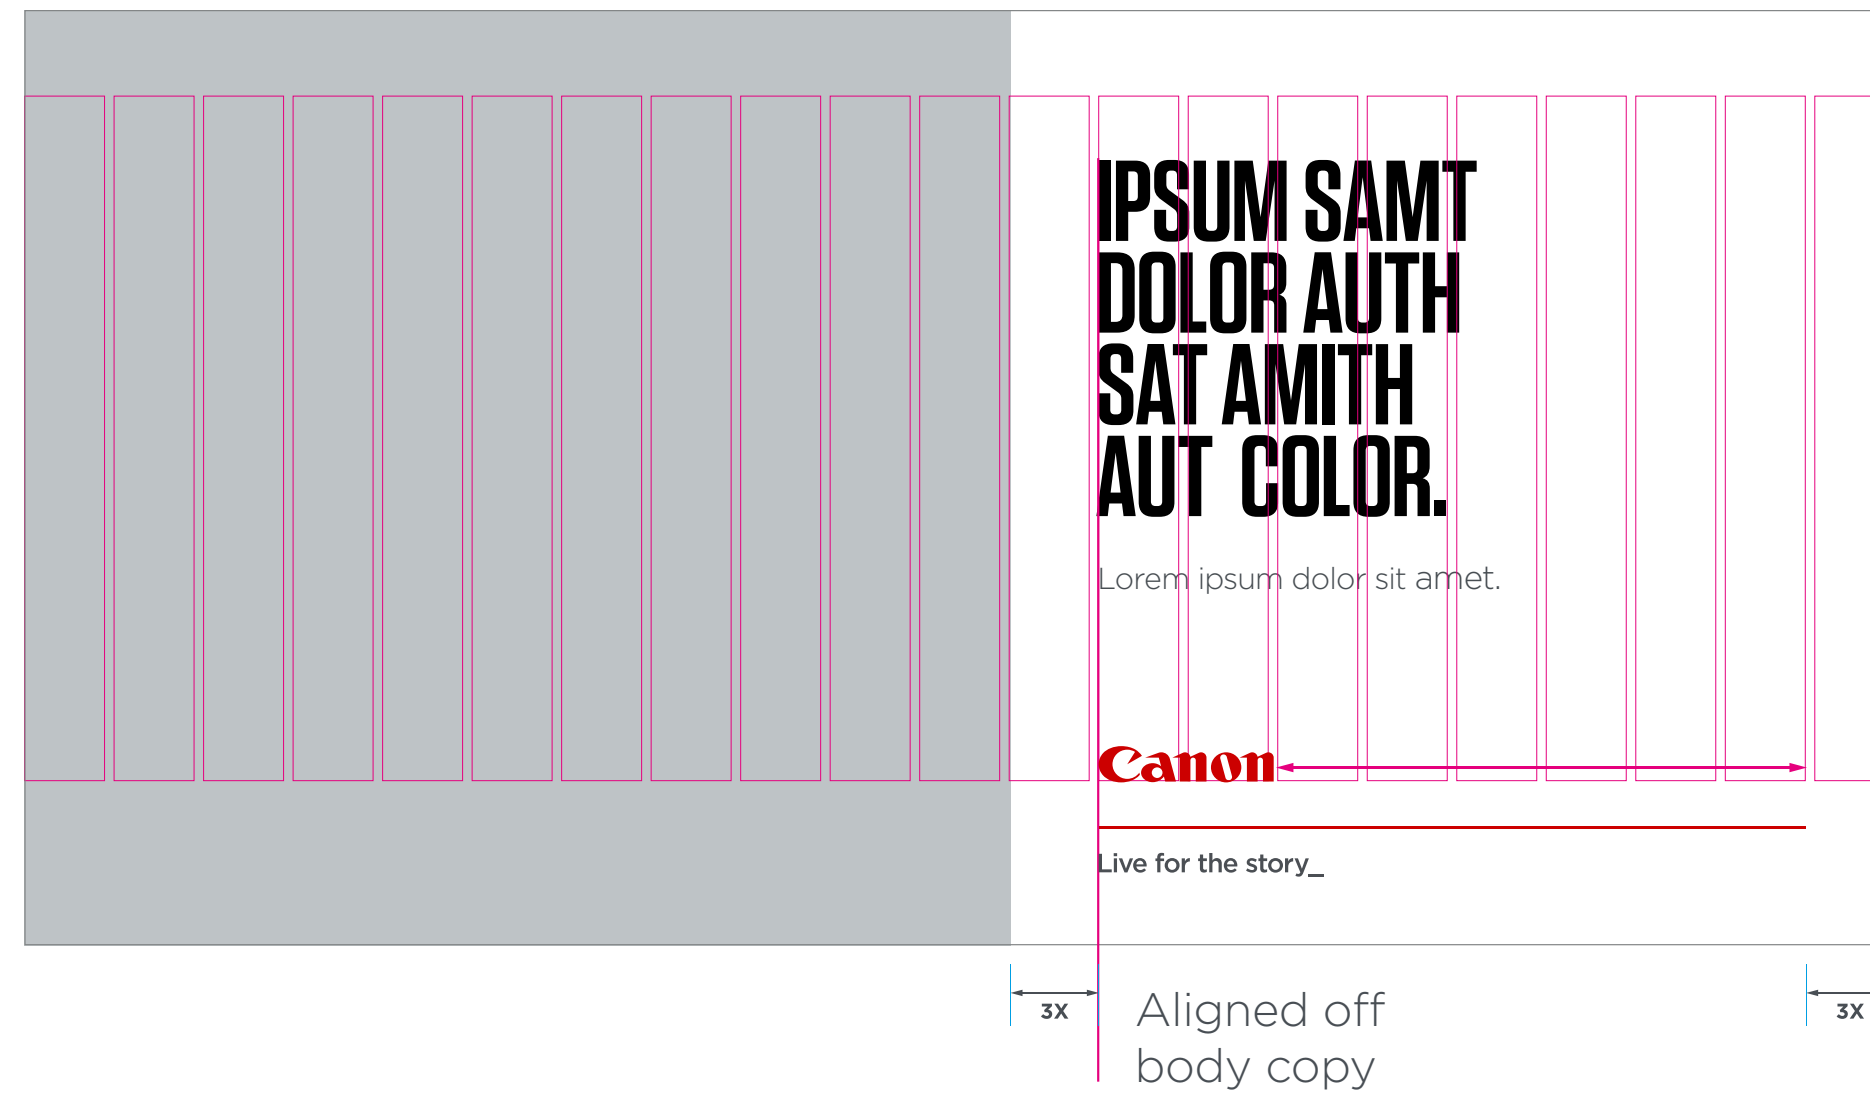 IPSUM SAMT
DOLOR AUTH
SAT AMITH
AUT COLOR.
Lorem ipsum dolor sit amet.
Canon
Live for the story_
3X
Aligned off
body copy
3X